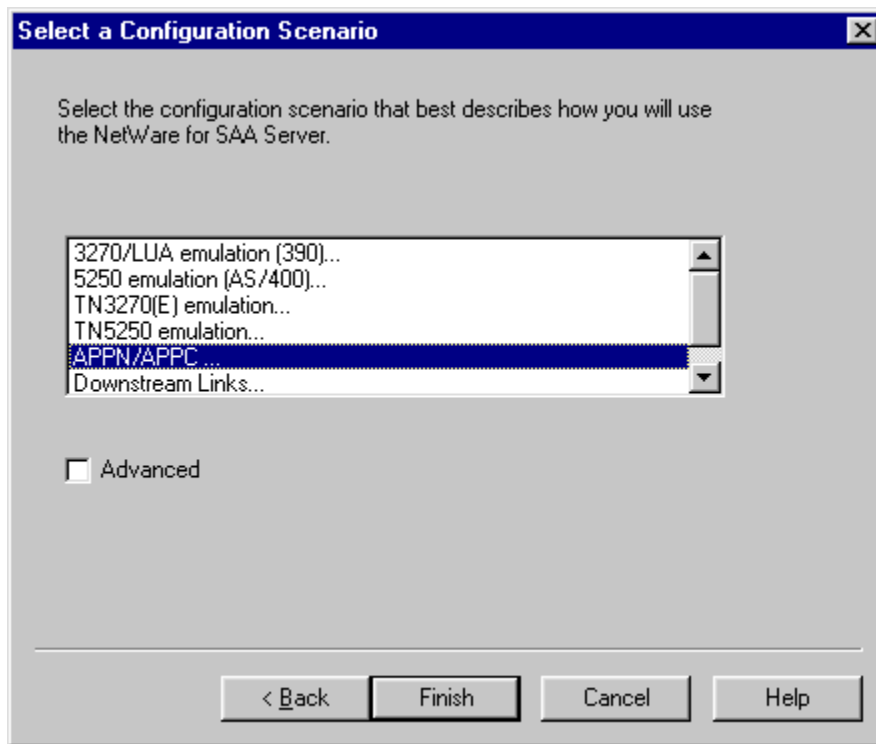 Select a Configuration Scenario
Select the configuration scenario that best describes how you will use
the NetWare for SAA Server.
3270/LUA emulation (390)...
5250 emulation (AS/400)...
TN3270(E) emulation...
TN5250 emulation...
APPN/APPC ...
Downstream Links...
Advanced
< Back
Finish
Cancel
Help